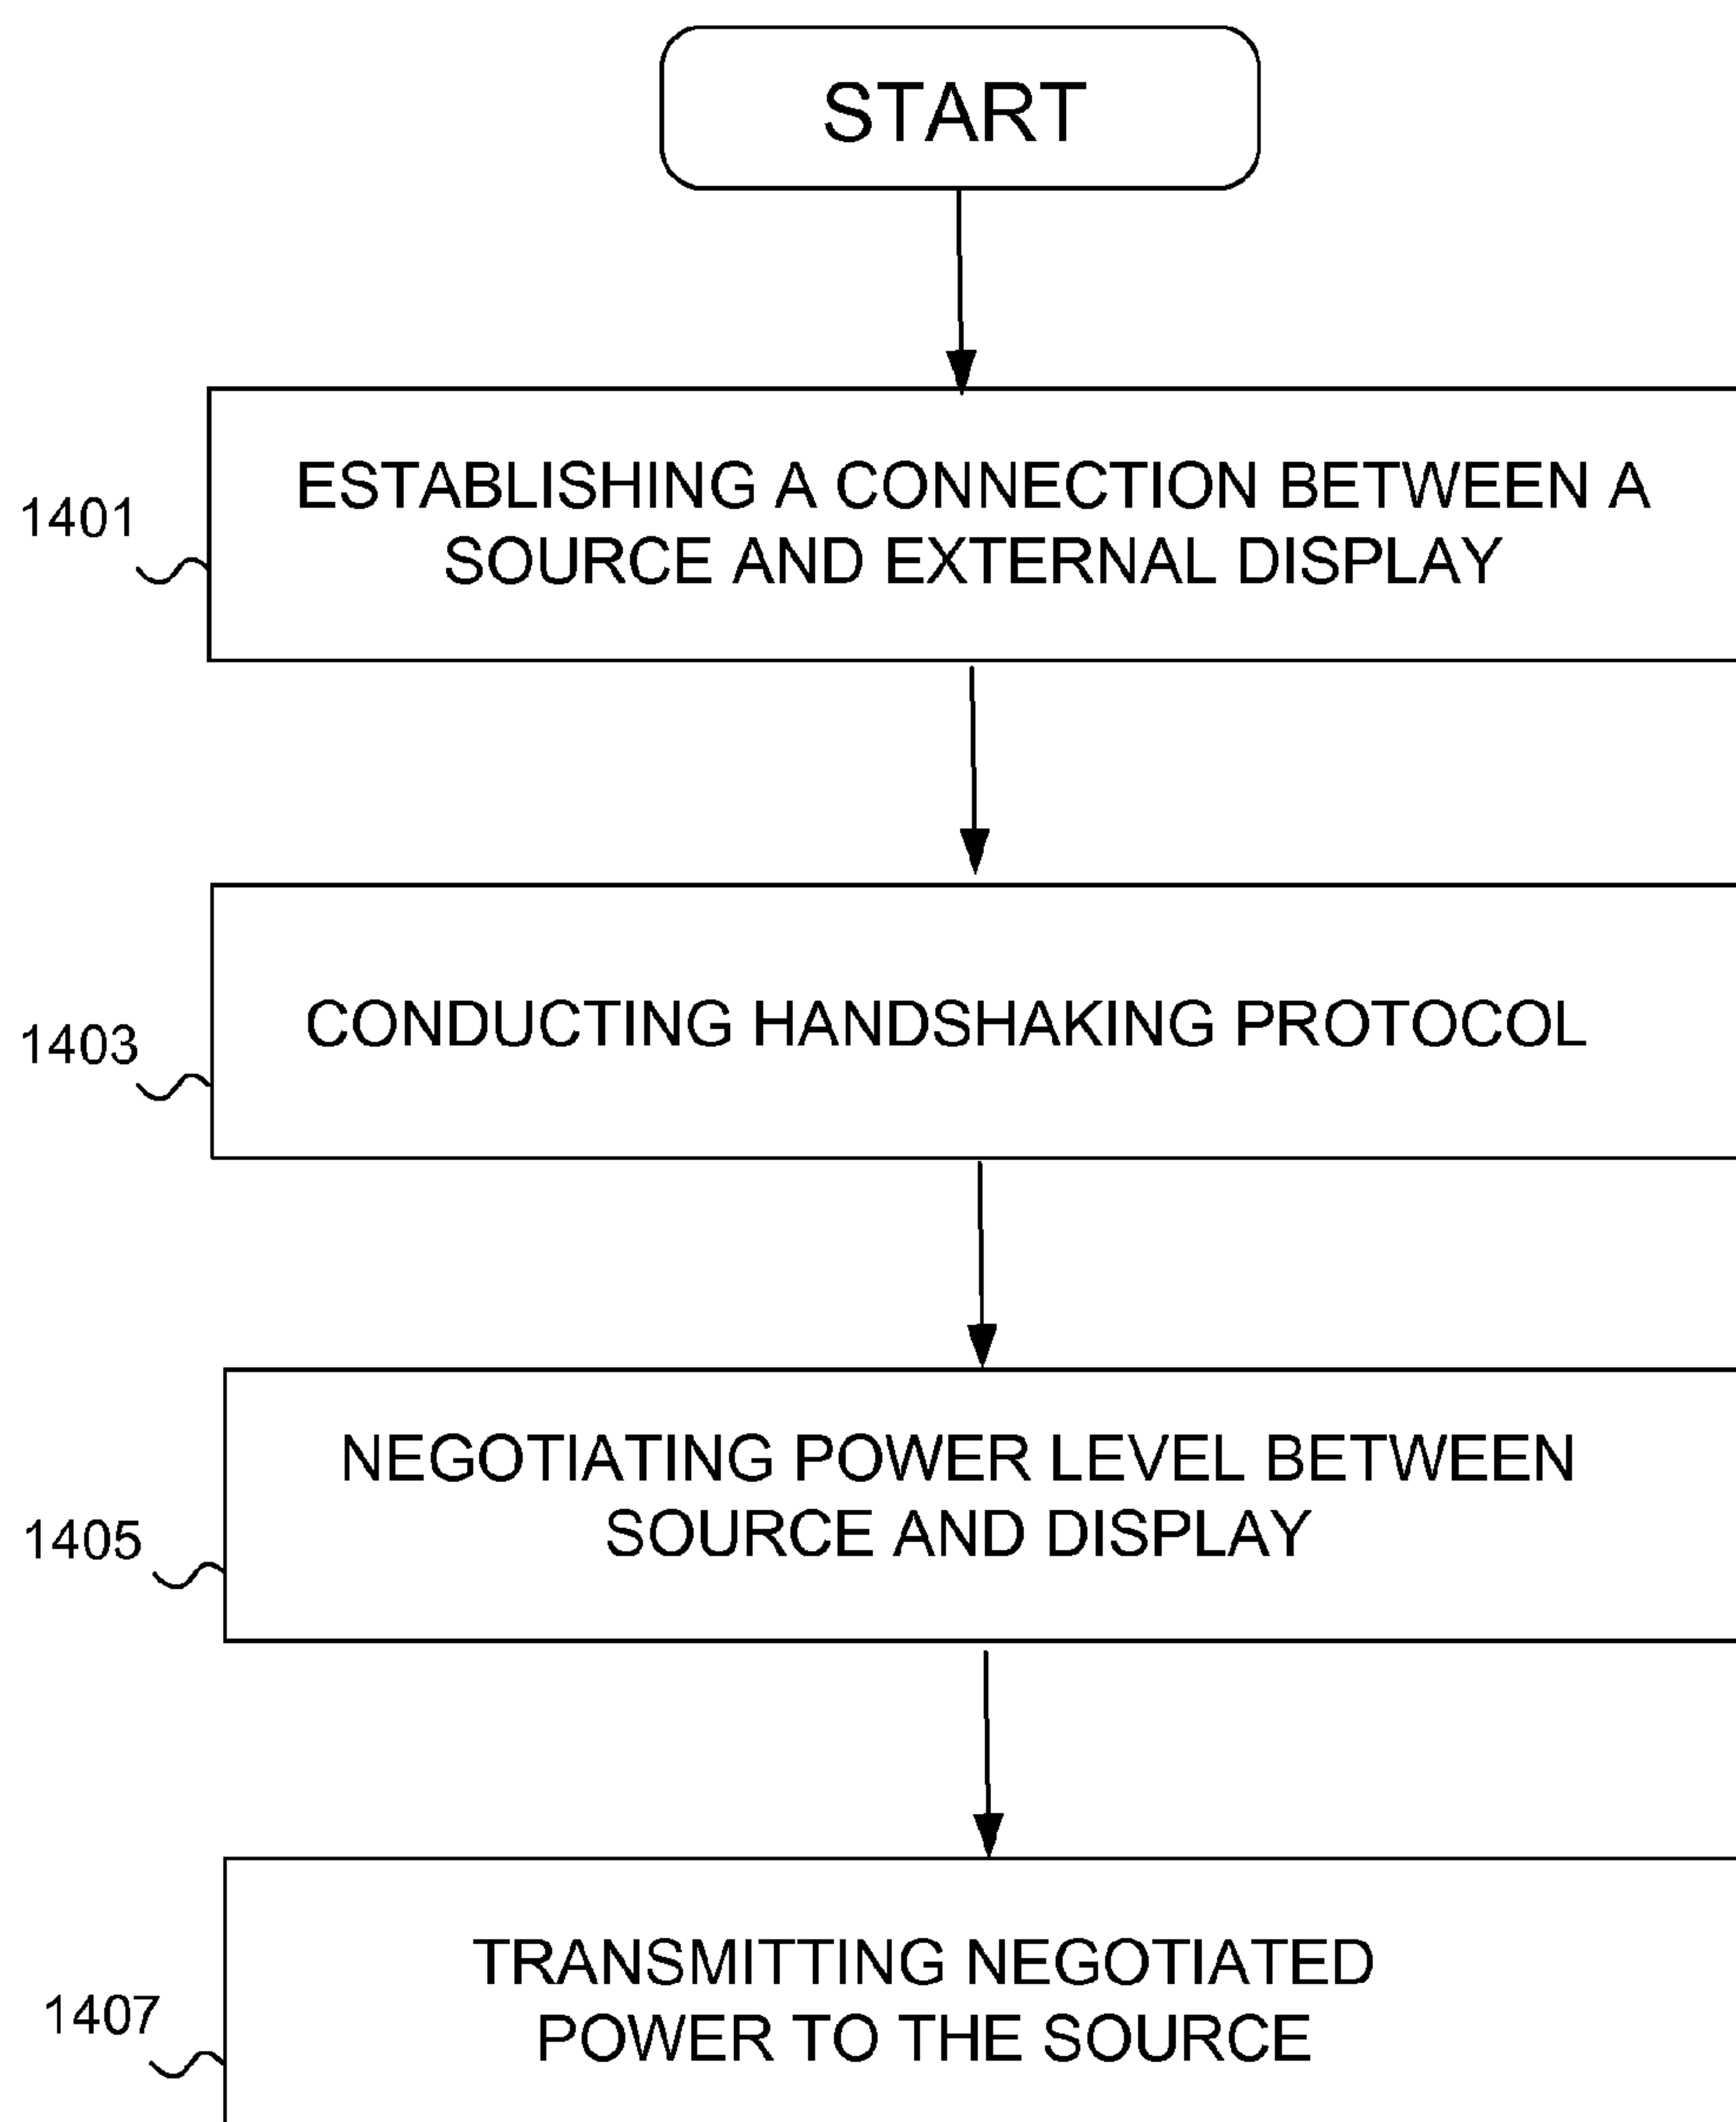 START
ESTABLISHING A CONNECTION BETWEEN A
SOURCE AND EXTERNAL DISPLAY
1401
CONDUCTING HANDSHAKING PROTOCOL
1403
NEGOTIATING POWER LEVEL BETWEEN
SOURCE AND DISPLAY
1405
TRANSMITTING NEGOTIATED
POWER TO THE SOURCE
1407